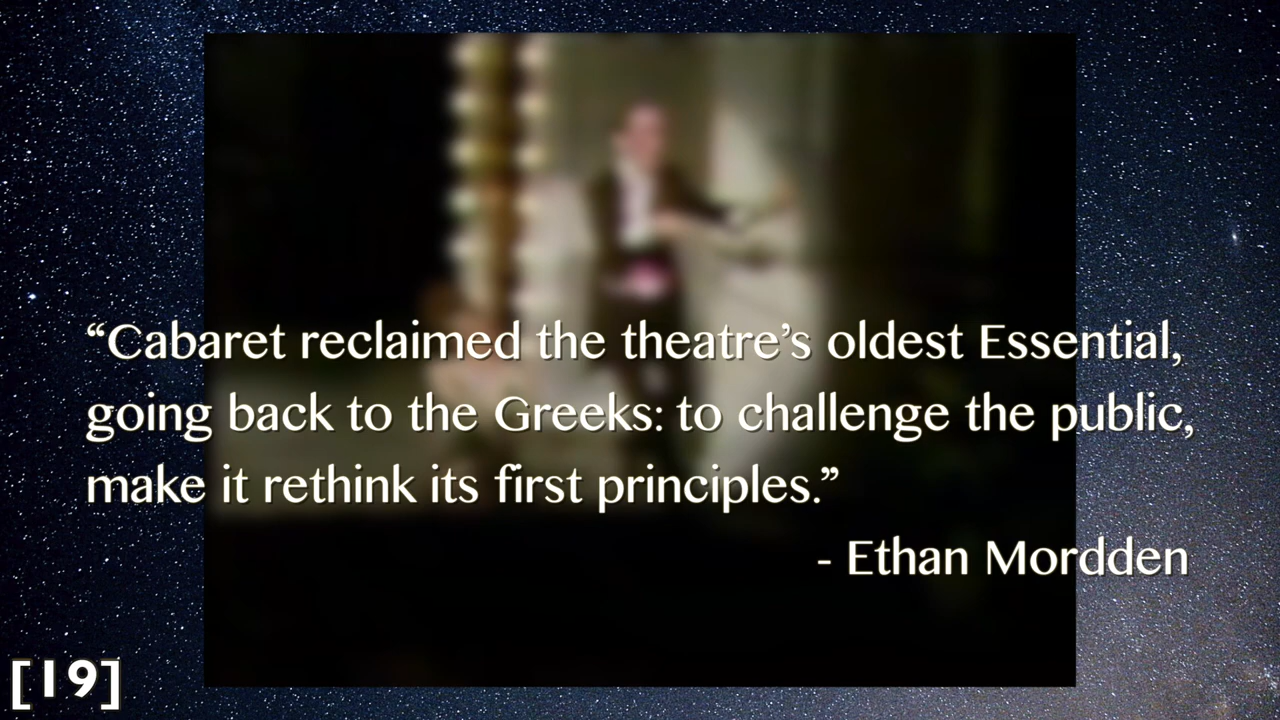 “Cabaret reclaimed the theatre’s oldest Essential,
going back to the Greeks: to challenge the public,
make it rethink its first principles.”
- Ethan Mordden
[19]